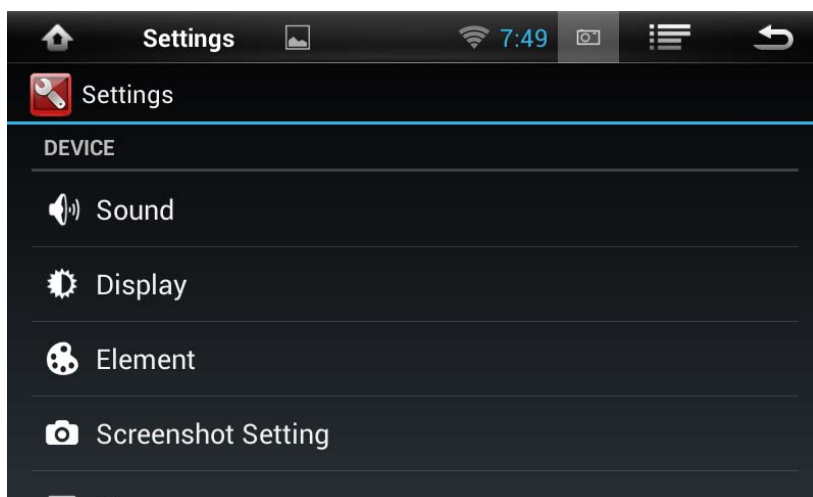 Settings
7:49
Settings
DEVICE
Sound
Display
Element
Screenshot Setting